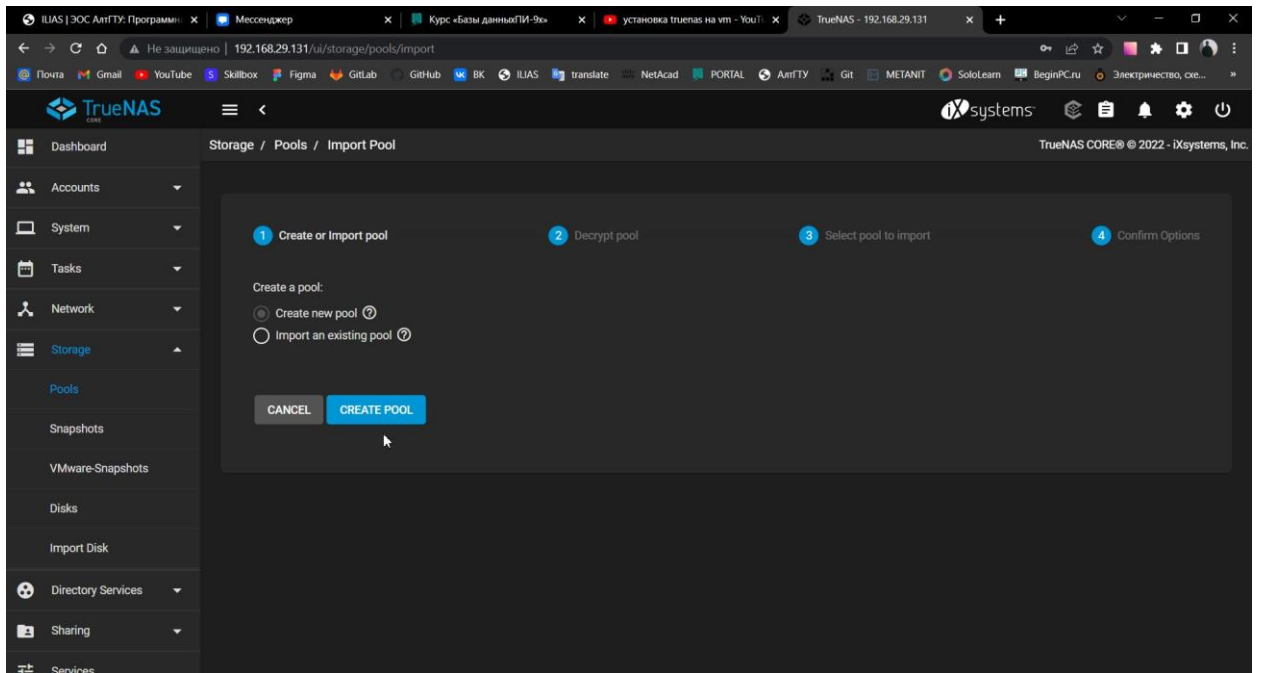 ILIAS | ЭОС АлтГТУ: Программн
Мессенджер
Курс «Базы данныхПИ-9х»
установка truenas на vm - YouT
TrueNAS - 192.168.29.131
Не защищено | 192.168.29.131/ui/storage/pools/import
Почта Gmail YouTube Skillbox Figma GitLab GitHub ВК ILIAS translate NetAcad PORTAL АлтГТУ Git METANIT SoloLearn BeginPC.ru Электричество, схе... »
TrueNAS CORE
iXsystems
Dashboard
Storage / Pools / Import Pool
TrueNAS CORE® © 2022 - iXsystems, Inc.
Accounts
System
1 Create or Import pool
2 Decrypt pool
3 Select pool to import
4 Confirm Options
Tasks
Create a pool:
Network
Create new pool
Import an existing pool
Storage
Pools
CANCEL CREATE POOL
Snapshots
VMware-Snapshots
Disks
Import Disk
Directory Services
Sharing
Services